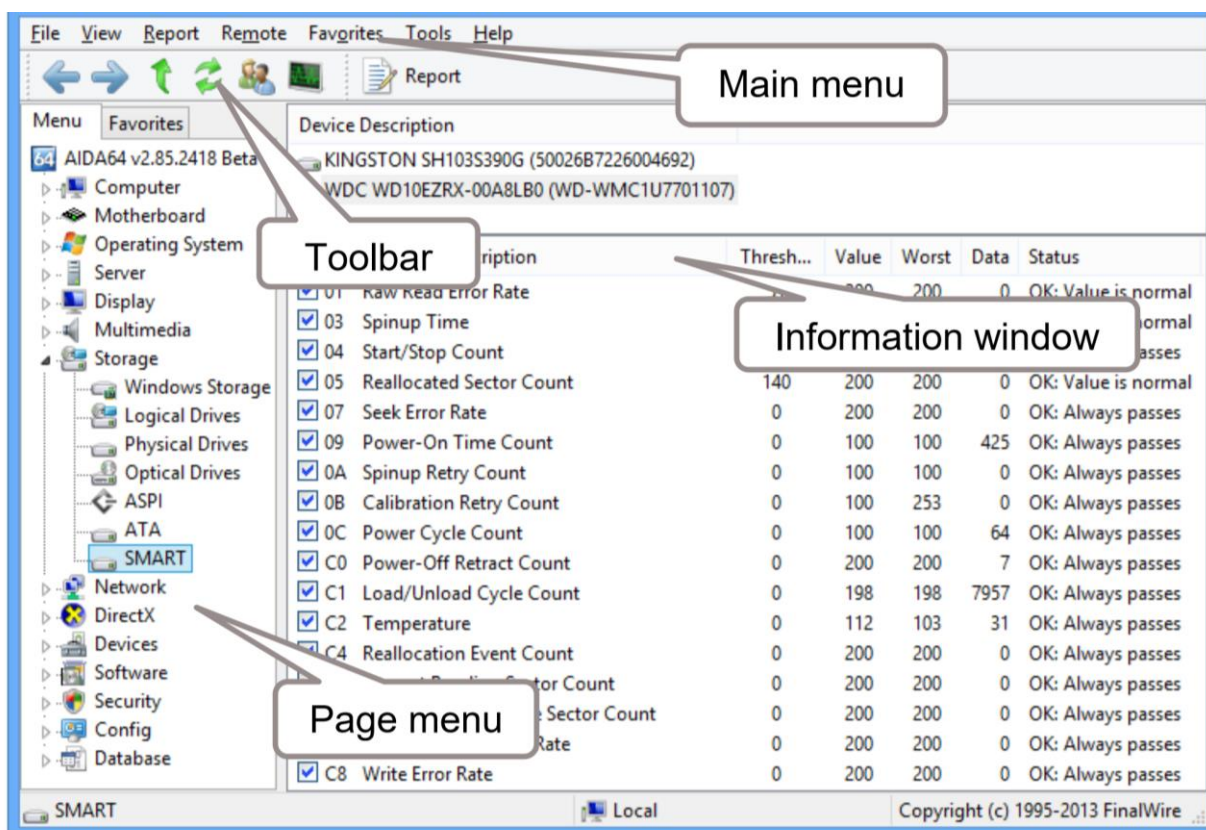 File View Report Remote Favorites Tools Help
Main menu
Report
Menu Favorites
Device Description
AIDA64 v2.85.2418 Beta
KINGSTON SH103S390G (50026B7226004692)
WDC WD10EZRX-00A8LB0 (WD-WMC1U7701107)
Computer
Motherboard
Operating System
Server
Display
Multimedia
Storage
Windows Storage
Logical Drives
Physical Drives
Optical Drives
ASPI
ATA
SMART
Network
DirectX
Devices
Software
Security
Config
Database
Toolbar
Thresh... Value Worst Data Status
01 Raw Read Error Rate 200 0 OK: Value is normal
03 Spinup Time normal
Information window
04 Start/Stop Count
05 Reallocated Sector Count 140 200 200 0 OK: Value is normal
07 Seek Error Rate 0 200 200 0 OK: Always passes
09 Power-On Time Count 0 100 100 425 OK: Always passes
0A Spinup Retry Count 0 100 100 0 OK: Always passes
0B Calibration Retry Count 0 100 253 0 OK: Always passes
0C Power Cycle Count 0 100 100 64 OK: Always passes
C0 Power-Off Retract Count 0 200 200 7 OK: Always passes
C1 Load/Unload Cycle Count 0 198 198 7957 OK: Always passes
C2 Temperature 0 112 103 31 OK: Always passes
C4 Reallocation Event Count 0 200 200 0 OK: Always passes
Sector Count 0 200 200 0 OK: Always passes
Page menu
Sector Count 0 200 200 0 OK: Always passes
Rate 0 200 200 0 OK: Always passes
C8 Write Error Rate 0 200 200 0 OK: Always passes
SMART Local Copyright (c) 1995-2013 FinalWire